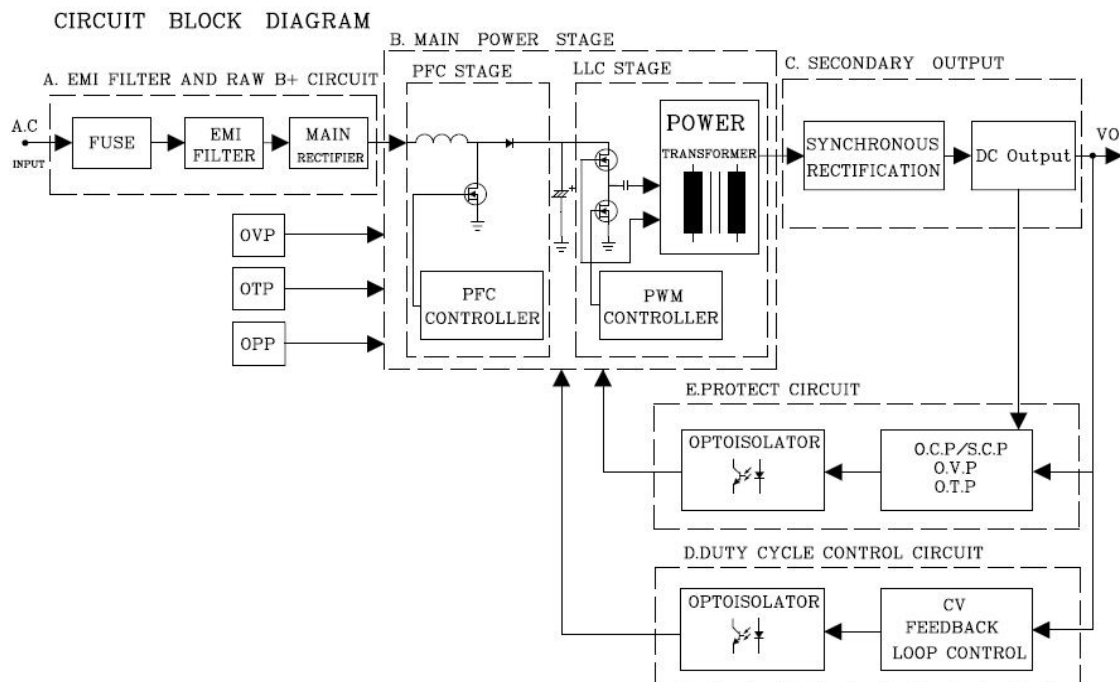 CIRCUIT BLOCK DIAGRAM
B. MAIN POWER STAGE
A. EMI FILTER AND RAW B+ CIRCUIT
PFC STAGE
LLC STAGE
C. SECONDARY OUTPUT
A.C
INPUT
FUSE
EMI
FILTER
MAIN
RECTIFIER
+
POWER
TRANSFORMER
SYNCHRONOUS
RECTIFICATION
DC Output
VO
OVP
OTP
OPP
PFC
CONTROLLER
PWM
CONTROLLER
E.PROTECT CIRCUIT
OPTOISOLATOR
O.C.P/S.C.P
O.V.P
O.T.P
D.DUTY CYCLE CONTROL CIRCUIT
OPTOISOLATOR
CV
FEEDBACK
LOOP CONTROL